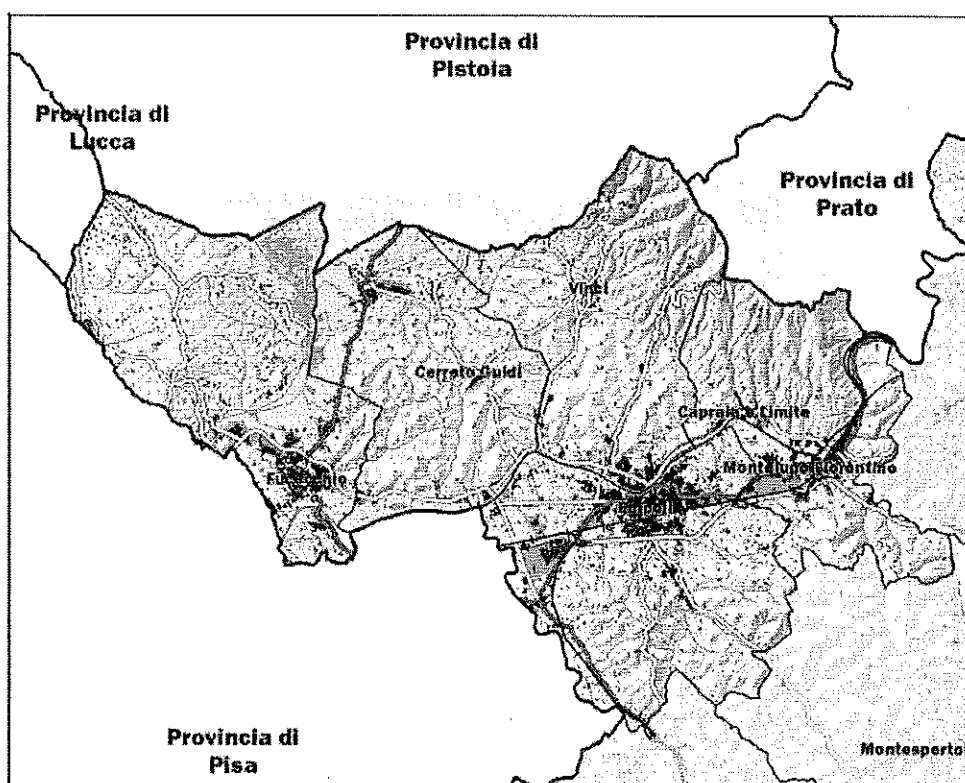 Provincia di
Pistoia
Provincia di
Lucca
Provincia di
Prato
Vinci
Cerreto Guidi
Capraia e Limite
Montelupo Fiorentino
Fucecchio
Empoli
Provincia di
Pisa
Montesperto